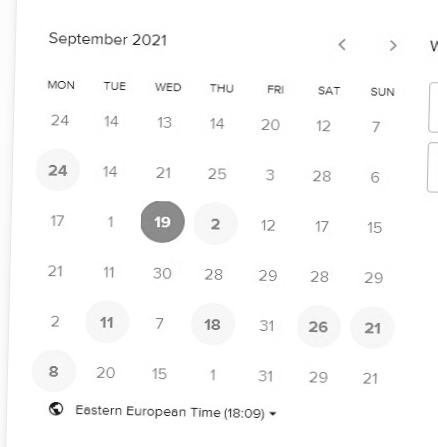 September 2021
MON TUE WED THU FRI SAT SUN
24 14 13 14 20 12 7
24 14 21 25 3 28 6
17 1 19 2 12 17 15
21 11 30 28 29 28 29
2 11 7 18 31 26 21
8 20 15 1 31 29 21
Eastern European Time (18:09)